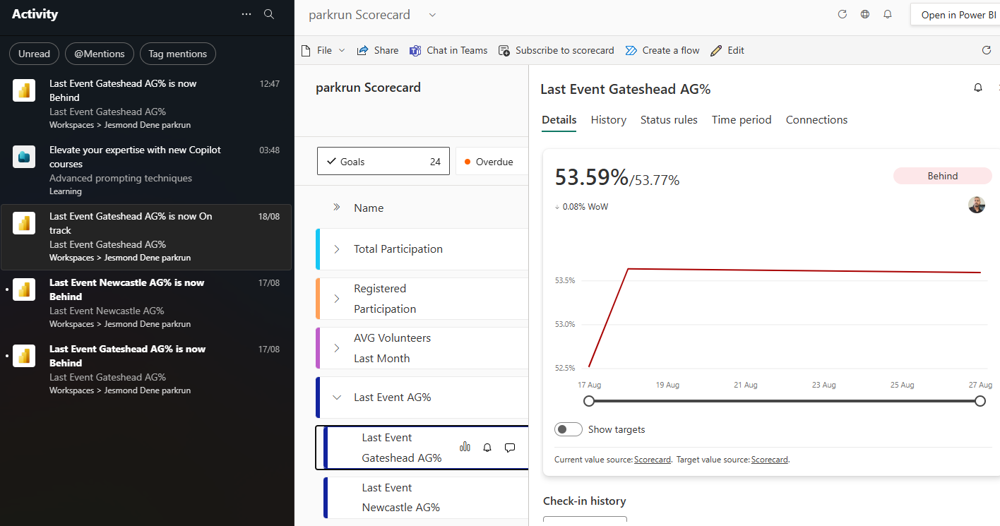 Activity
Unread
@Mentions
Tag mentions
Last Event Gateshead AG% is now
Behind
12:47
Last Event Gateshead AG%
Workspaces > Jesmond Dene parkrun
Elevate your expertise with new Copilot
courses
03:48
Advanced prompting techniques
Learning
Last Event Gateshead AG% is now On
track
18/08
Last Event Gateshead AG%
Workspaces > Jesmond Dene parkrun
Last Event Newcastle AG% is now
Behind
17/08
Last Event Newcastle AG%
Workspaces > Jesmond Dene parkrun
Last Event Gateshead AG% is now
Behind
17/08
Last Event Gateshead AG%
Workspaces > Jesmond Dene parkrun
parkrun Scorecard
Open in Power BI
File
Share
Chat in Teams
Subscribe to scorecard
Create a flow
Edit
parkrun Scorecard
Goals 24
Overdue
Name
Total Participation
Registered
Participation
AVG Volunteers
Last Month
Last Event AG%
Last Event
Gateshead AG%
Last Event
Newcastle AG%
Last Event Gateshead AG%
Details
History
Status rules
Time period
Connections
53.59%/53.77%
Behind
0.08% WoW
53.5%
53.0%
52.5%
17 Aug
19 Aug
21 Aug
23 Aug
25 Aug
27 Aug
Show targets
Current value source: Scorecard. Target value source: Scorecard.
Check-in history